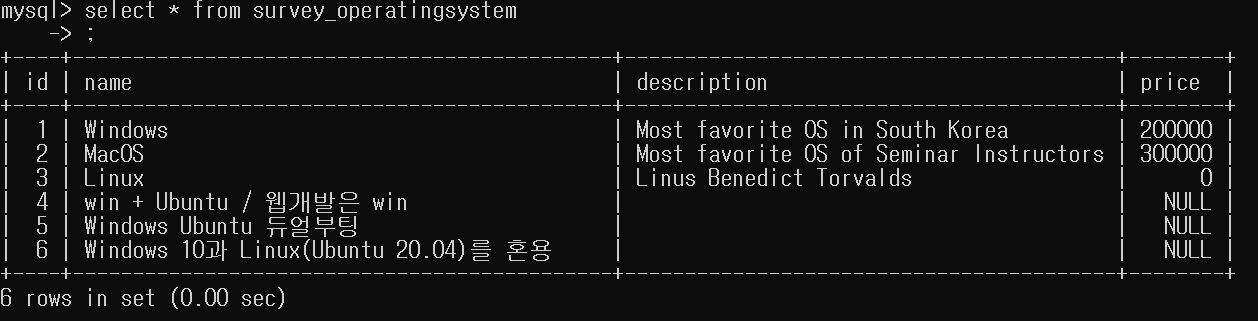 mysql> select * from survey_operatingsystem
    -> ;
+----+---------------------------------------------+-----------------------------------------+--------+
| id | name                                        | description                             | price  |
+----+---------------------------------------------+-----------------------------------------+--------+
|  1 | Windows                                     | Most favorite OS in South Korea         | 200000 |
|  2 | MacOS                                       | Most favorite OS of Seminar Instructors | 300000 |
|  3 | Linux                                       | Linus Benedict Torvalds                 |      0 |
|  4 | win + Ubuntu / 웹개발은 win                 |                                         |   NULL |
|  5 | Windows Ubuntu 듀얼부팅                     |                                         |   NULL |
|  6 | Windows 10과 Linux(Ubuntu 20.04)를 혼용     |                                         |   NULL |
+----+---------------------------------------------+-----------------------------------------+--------+
6 rows in set (0.00 sec)